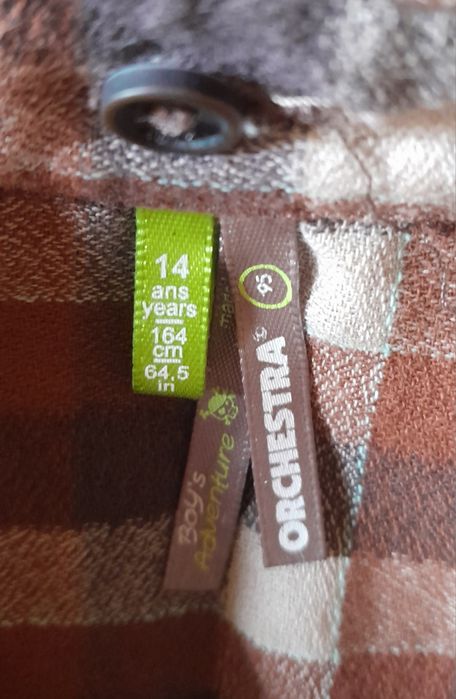 14
ans
years
164
cm
64.5
in
ORCHESTRA
Boy's
Adventure